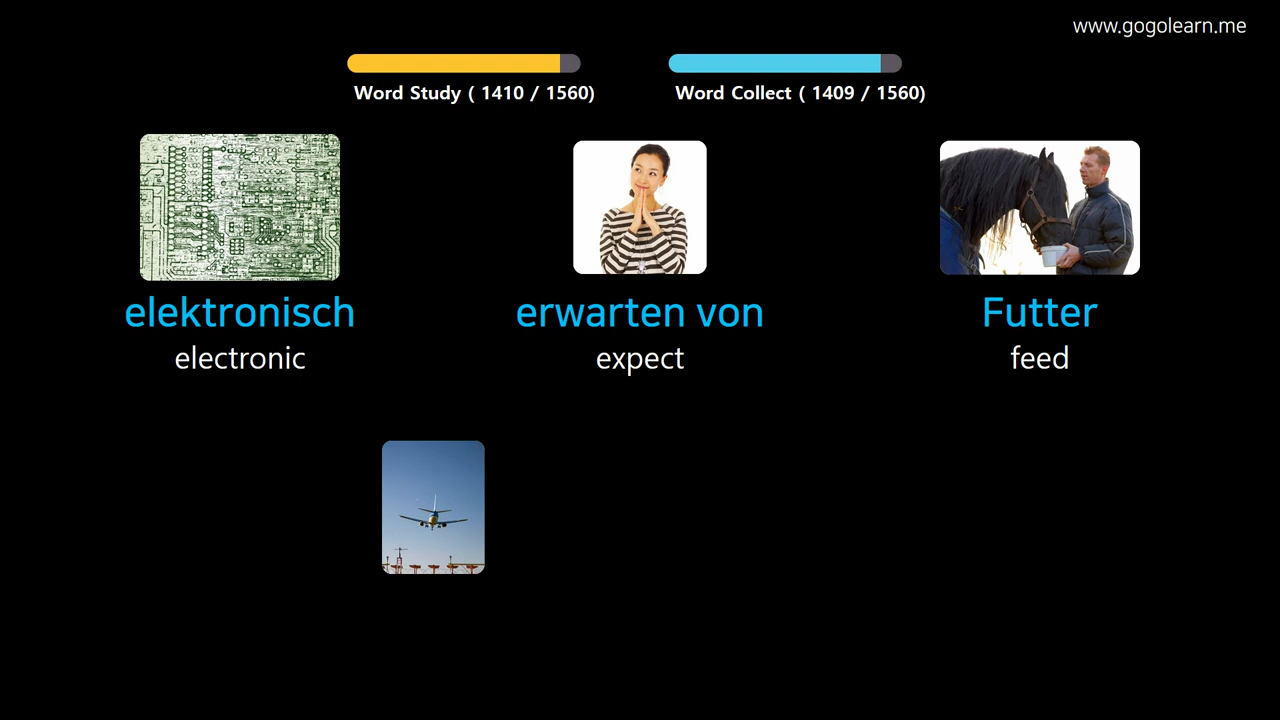 www.gogolearn.me
Word Study ( 1410 / 1560)
Word Collect ( 1409 / 1560)
elektronisch
erwarten von
Futter
electronic
expect
feed